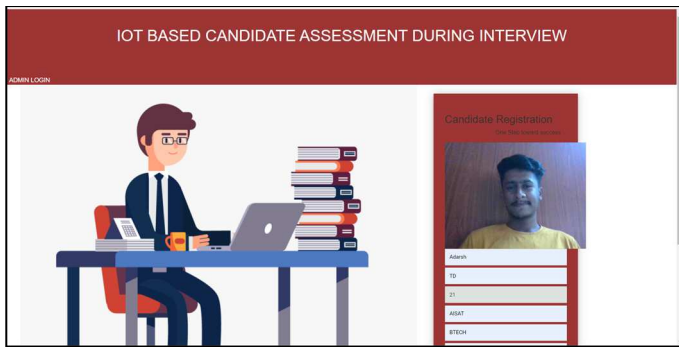 IOT BASED CANDIDATE ASSESSMENT DURING INTERVIEW
ADMIN LOGIN
Candidate Registration
Adarsh
TD
21
AISAT
BTECH